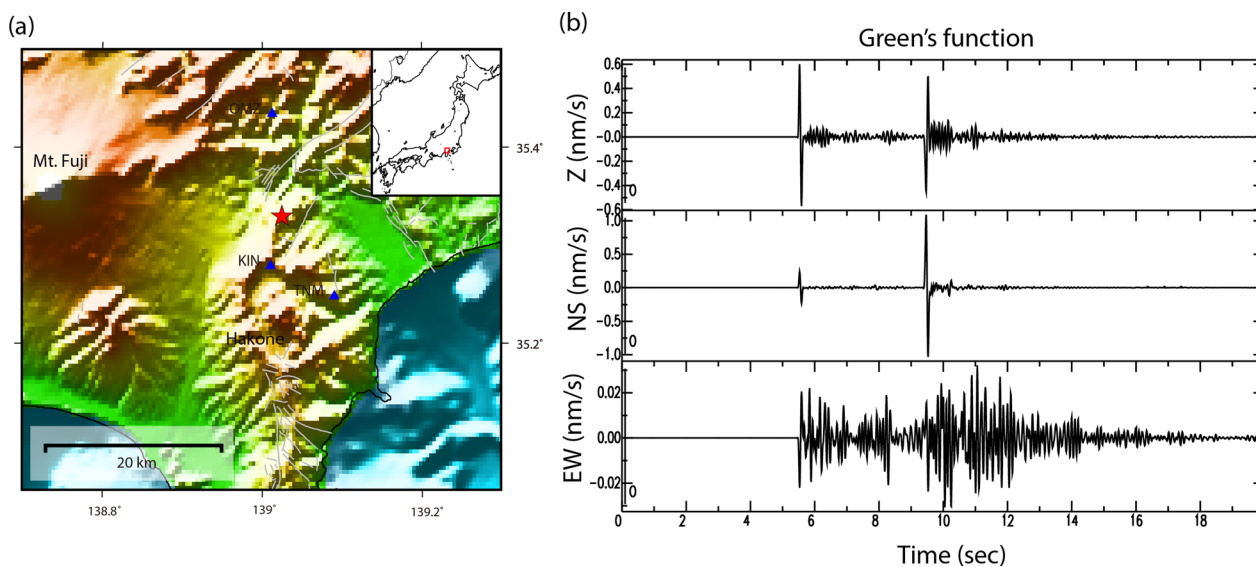 (a)
OMZ
Mt. Fuji
35.4˚
KIN
TNM
Hakone
35.2˚
20 km
138.8˚
139˚
139.2˚
(b)
Green's function
0.6
0.4
0.2
-0.0
-0.2
-0.4
-0.6
0
Z (nm/s)
1.0
0.5
0.0
-0.5
-1.0
0
NS (nm/s)
0.02
0.00
-0.02
0
EW (nm/s)
0
2
4
6
8
10
12
14
16
18
Time (sec)